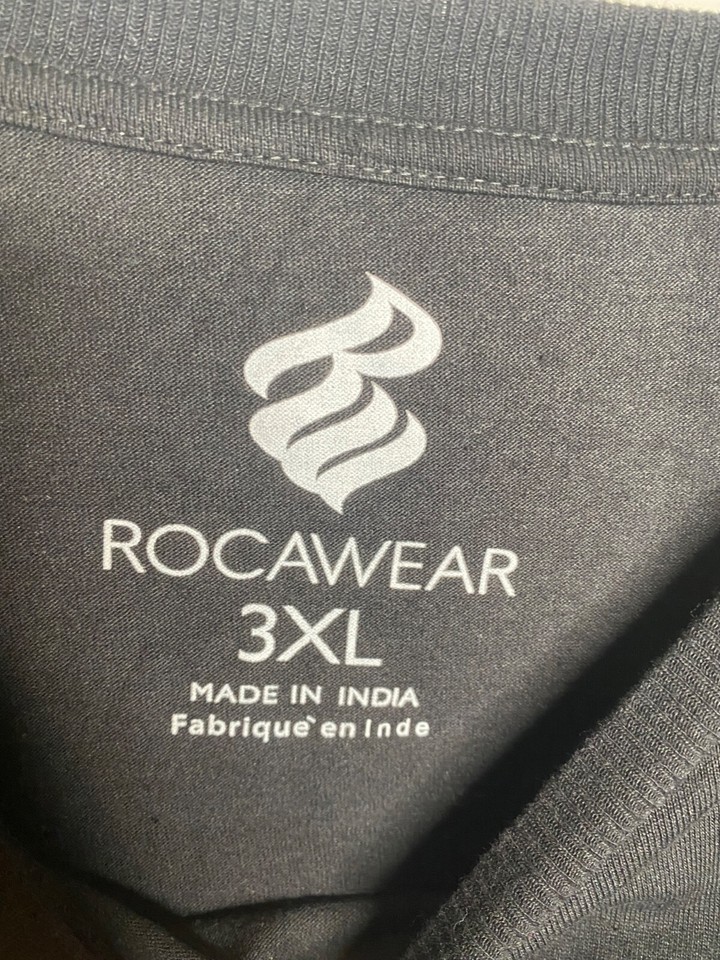 ROCAWEAR
3XL
MADE IN INDIA
Fabrique` en Inde